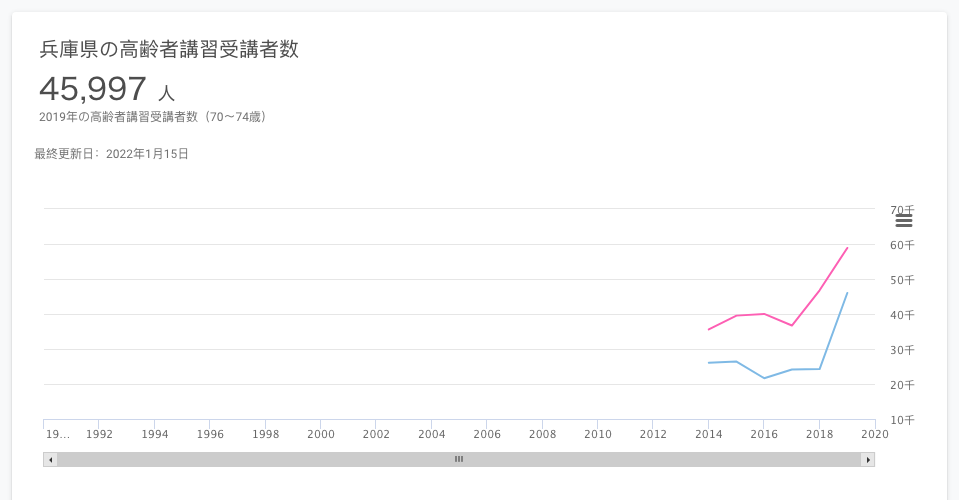 兵庫県の高齢者講習受講者数
45,997 人
2019年の高齢者講習受講者数（70〜74歳）
最終更新日: 2022年1月15日
70千
60千
50千
40千
30千
20千
10千
19... 1992 1994 1996 1998 2000 2002 2004 2006 2008 2010 2012 2014 2016 2018 2020